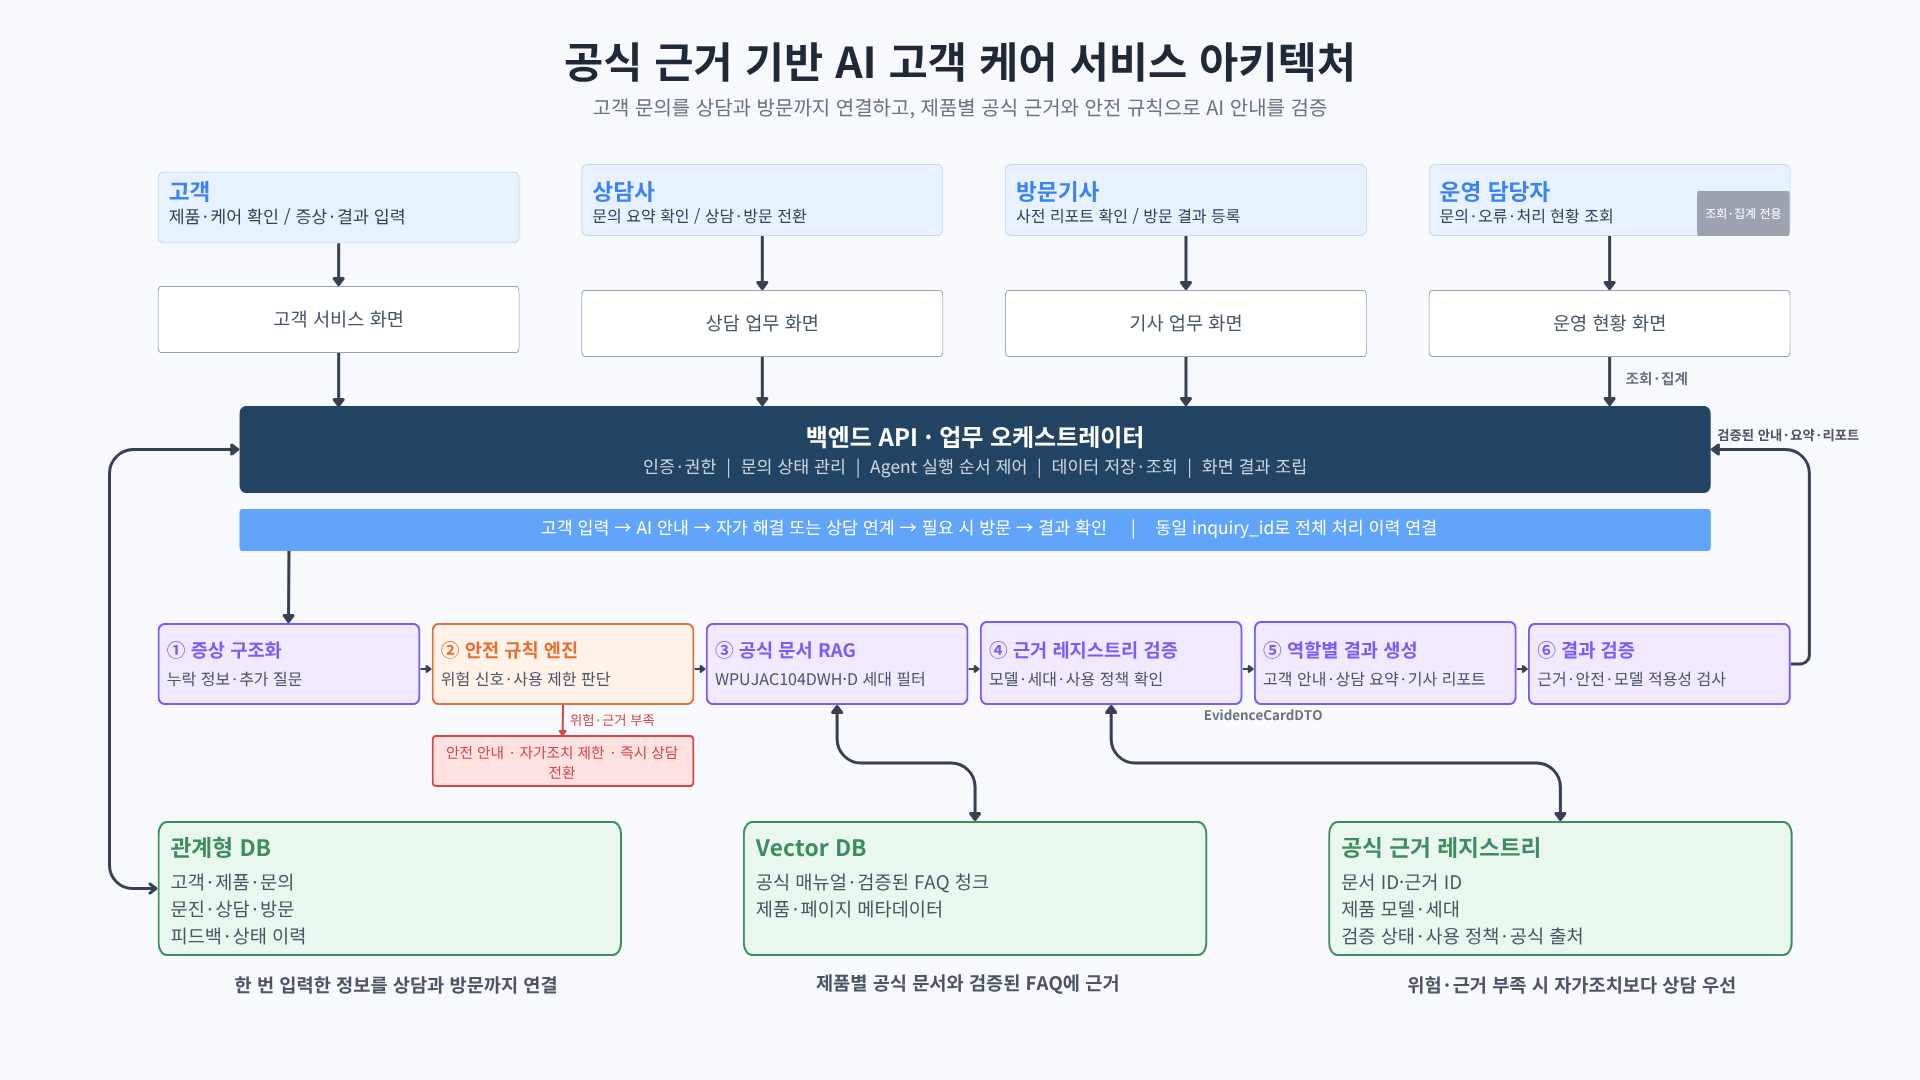 공식 근거 기반 AI 고객 케어 서비스 아키텍처
고객 문의를 상담과 방문까지 연결하고, 제품별 공식 근거와 안전 규칙으로 AI 안내를 검증
고객
제품·케어 확인 / 증상·결과 입력
상담사
문의 요약 확인 / 상담·방문 전환
방문기사
사전 리포트 확인 / 방문 결과 등록
운영 담당자
문의·오류·처리 현황 조회
조회·집계 전용
고객 서비스 화면
상담 업무 화면
기사 업무 화면
운영 현황 화면
조회·집계
백엔드 API · 업무 오케스트레이터
인증·권한 | 문의 상태 관리 | Agent 실행 순서 제어 | 데이터 저장·조회 | 화면 결과 조립
검증된 안내·요약·리포트
고객 입력 → AI 안내 → 자가 해결 또는 상담 연계 → 필요 시 방문 → 결과 확인 | 동일 inquiry_id로 전체 처리 이력 연결
① 증상 구조화
누락 정보·추가 질문
② 안전 규칙 엔진
위험 신호·사용 제한 판단
③ 공식 문서 RAG
WPUJAC104DWH·D 세대 필터
④ 근거 레지스트리 검증
모델·세대·사용 정책 확인
⑤ 역할별 결과 생성
고객 안내·상담 요약·기사 리포트
⑥ 결과 검증
근거·안전·모델 적용성 검사
위험·근거 부족
EvidenceCardDTO
안전 안내 · 자가조치 제한 · 즉시 상담
전환
관계형 DB
고객·제품·문의
문진·상담·방문
피드백·상태 이력
Vector DB
공식 매뉴얼·검증된 FAQ 청크
제품·페이지 메타데이터
공식 근거 레지스트리
문서 ID·근거 ID
제품 모델·세대
검증 상태·사용 정책·공식 출처
한 번 입력한 정보를 상담과 방문까지 연결
제품별 공식 문서와 검증된 FAQ에 근거
위험·근거 부족 시 자가조치보다 상담 우선